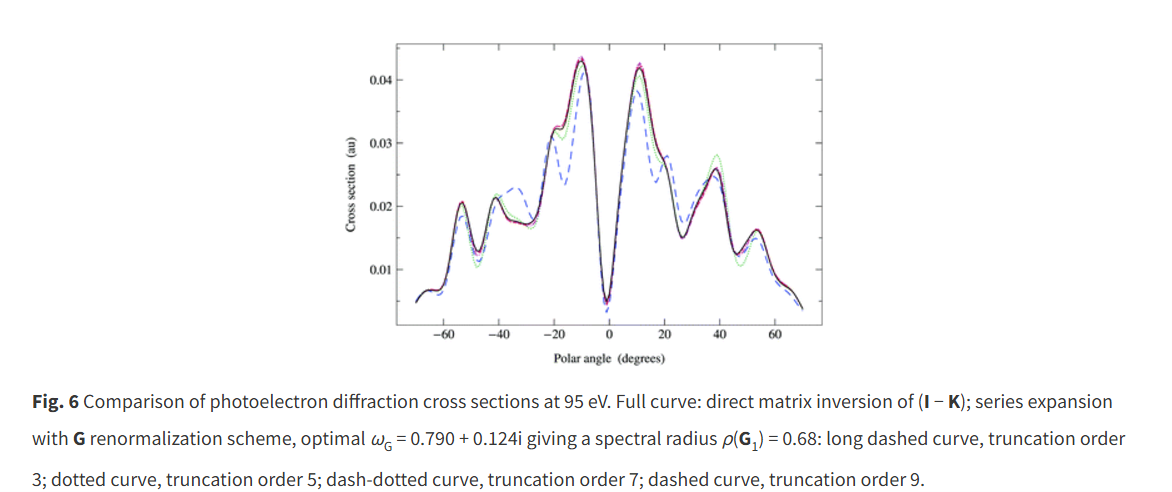 0.04
0.03
0.02
0.01
Cross section (au)
−60 −40 −20 0 20 40 60
Polar angle (degrees)
Fig. 6 Comparison of photoelectron diffraction cross sections at 95 eV. Full curve: direct matrix inversion of (I − K); series expansion
with G renormalization scheme, optimal ω_G = 0.790 + 0.124i giving a spectral radius ρ(G₁) = 0.68: long dashed curve, truncation order
3; dotted curve, truncation order 5; dash-dotted curve, truncation order 7; dashed curve, truncation order 9.